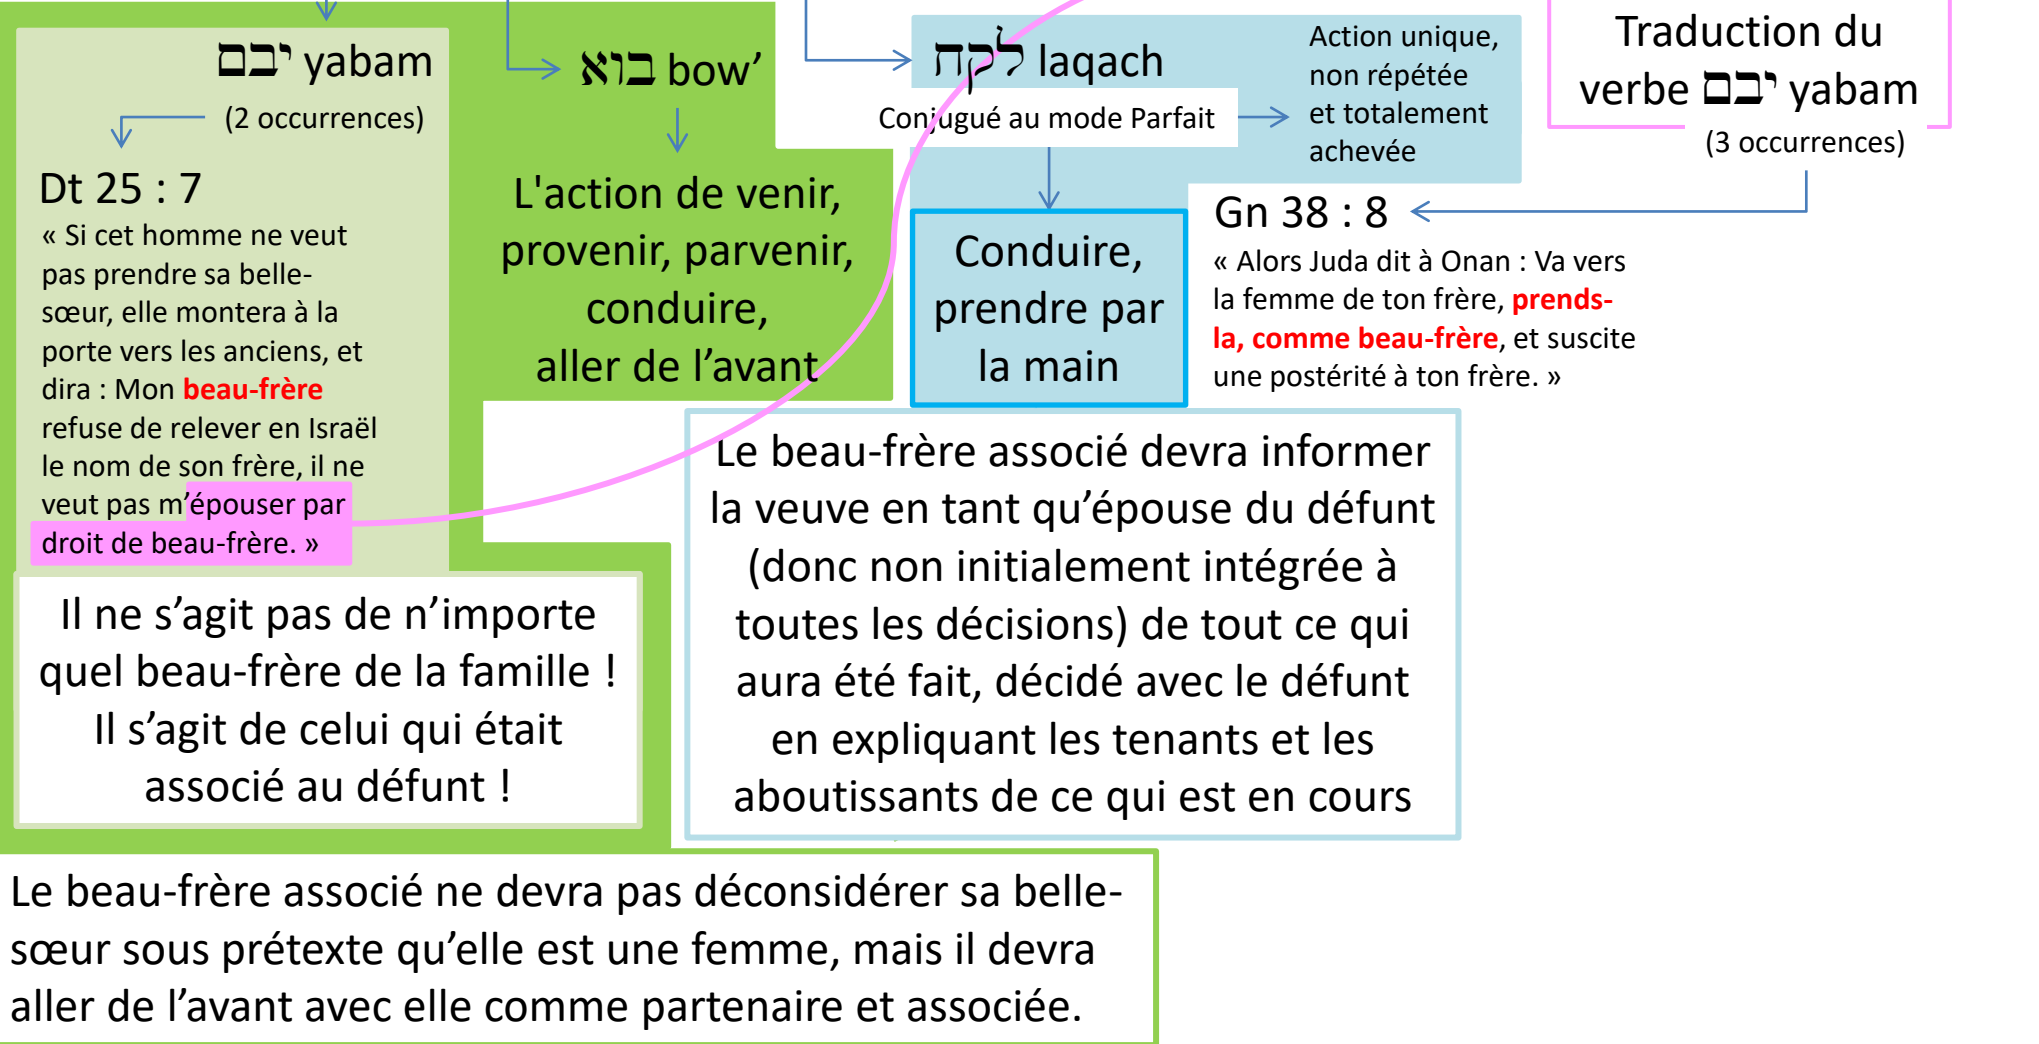 יבם yabam
(2 occurrences)
Dt 25 : 7
« Si cet homme ne veut
pas prendre sa belle-
sœur, elle montera à la
porte vers les anciens, et
dira : Mon beau-frère
refuse de relever en Israël
le nom de son frère, il ne
veut pas m'épouser par
droit de beau-frère. »
Il ne s’agit pas de n’importe
quel beau-frère de la famille !
Il s’agit de celui qui était
associé au défunt !
בוא bow’
L'action de venir,
provenir, parvenir,
conduire,
aller de l’avant
לקח laqach
Conjugué au mode Parfait
Action unique,
non répétée
et totalement
achevée
Conduire,
prendre par
la main
Traduction du
verbe יבם yabam
(3 occurrences)
Gn 38 : 8
« Alors Juda dit à Onan : Va vers
la femme de ton frère, prends-
la, comme beau-frère, et suscite
une postérité à ton frère. »
Le beau-frère associé devra informer
la veuve en tant qu’épouse du défunt
(donc non initialement intégrée à
toutes les décisions) de tout ce qui
aura été fait, décidé avec le défunt
en expliquant les tenants et les
aboutissants de ce qui est en cours
Le beau-frère associé ne devra pas déconsidérer sa belle-
sœur sous prétexte qu’elle est une femme, mais il devra
aller de l’avant avec elle comme partenaire et associée.